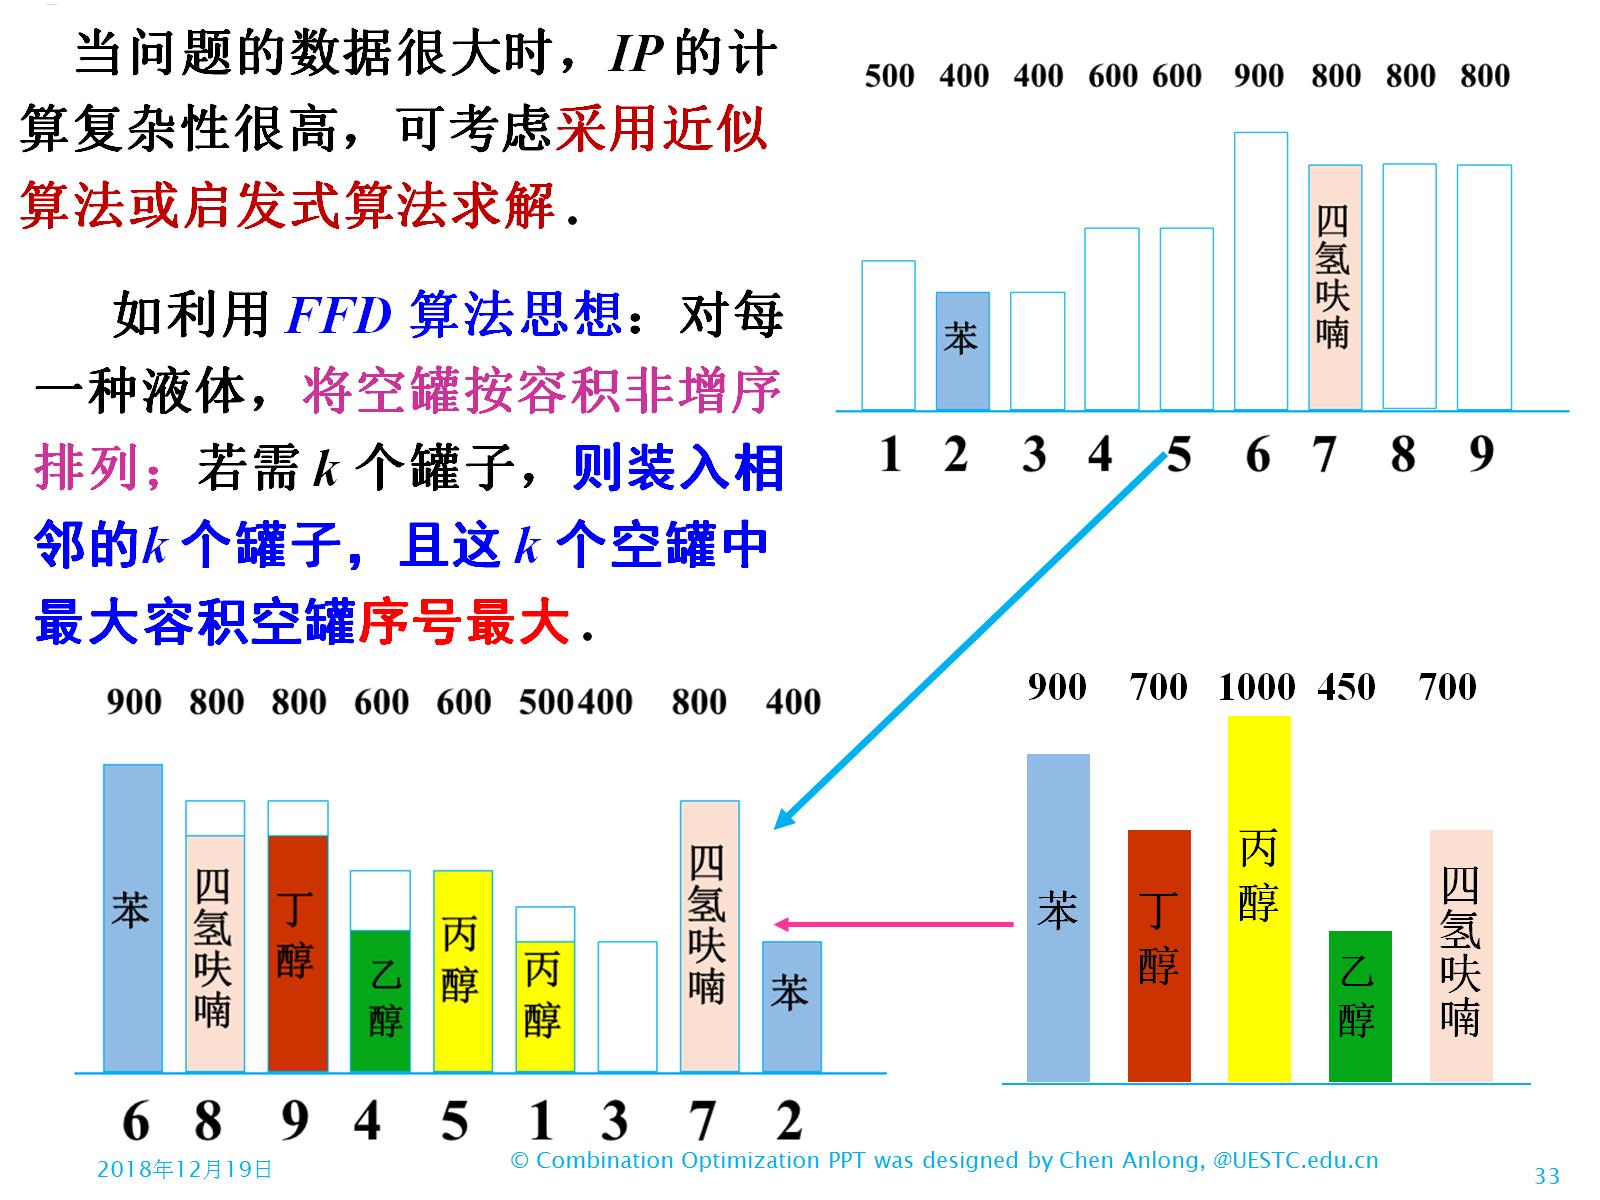 当问题的数据很大时，IP 的计
算复杂性很高，可考虑采用近似
算法或启发式算法求解 .
如利用 FFD 算法思想：对每
一种液体，将空罐按容积非增序
排列；若需 k 个罐子，则装入相
邻的k 个罐子，且这 k 个空罐中
最大容积空罐序号最大 .
500 400 400 600 600 900 800 800 800
苯
四氢呋喃
1 2 3 4 5 6 7 8 9
900 800 800 600 600 500 400 800 400
苯
四氢呋喃
丁醇
乙醇
丙醇
丙醇
四氢呋喃
苯
6 8 9 4 5 1 3 7 2
900 700 1000 450 700
苯
丁醇
丙醇
乙醇
四氢呋喃
2018年12月19日
© Combination Optimization PPT was designed by Chen Anlong, @UESTC.edu.cn
33